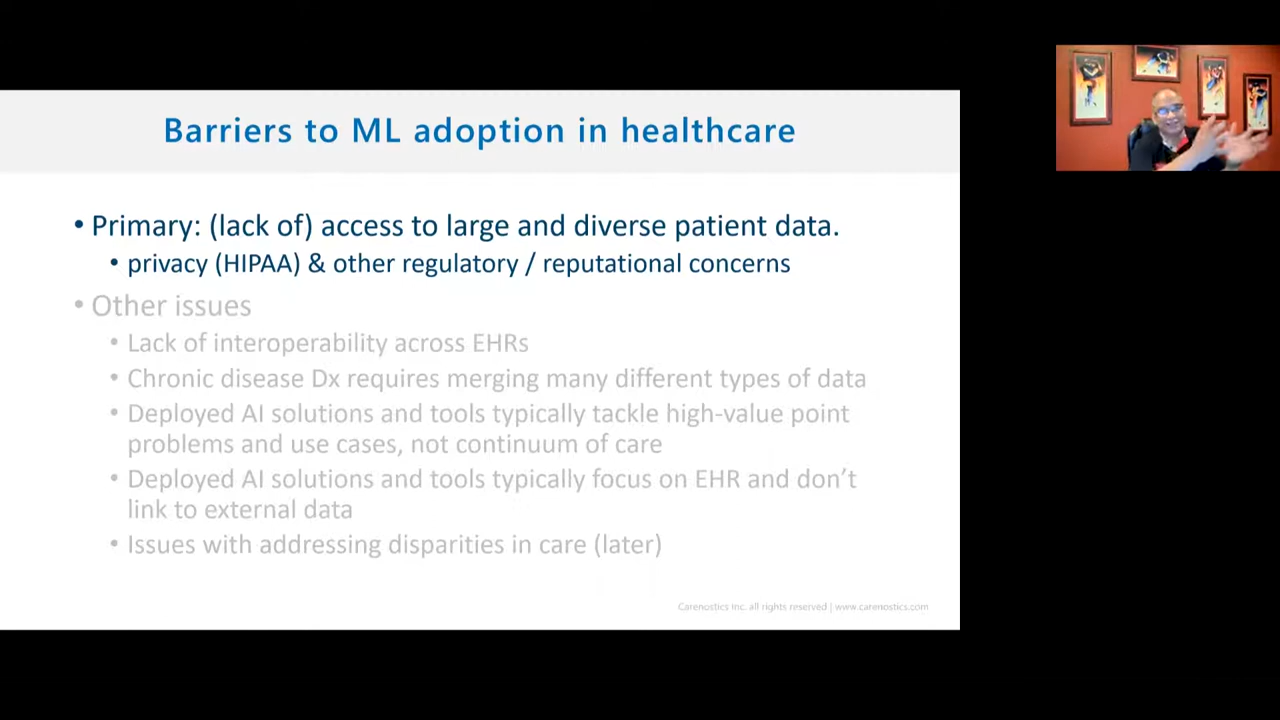 Barriers to ML adoption in healthcare
• Primary: (lack of) access to large and diverse patient data.
• privacy (HIPAA) & other regulatory / reputational concerns
• Other issues
• Lack of interoperability across EHRs
• Chronic disease Dx requires merging many different types of data
• Deployed AI solutions and tools typically tackle high-value point
problems and use cases, not continuum of care
• Deployed AI solutions and tools typically focus on EHR and don’t
link to external data
• Issues with addressing disparities in care (later)
Carenostics Inc. all rights reserved | www.carenostics.com